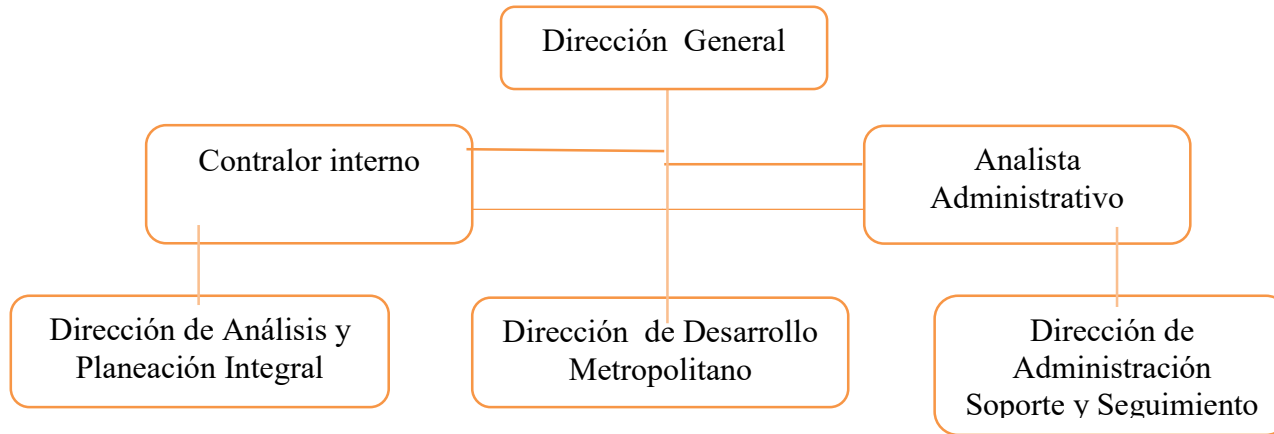 Dirección General
Contralor interno
Analista
Administrativo
Dirección de Análisis y
Planeación Integral
Dirección de Desarrollo
Metropolitano
Dirección de
Administración
Soporte y Seguimiento